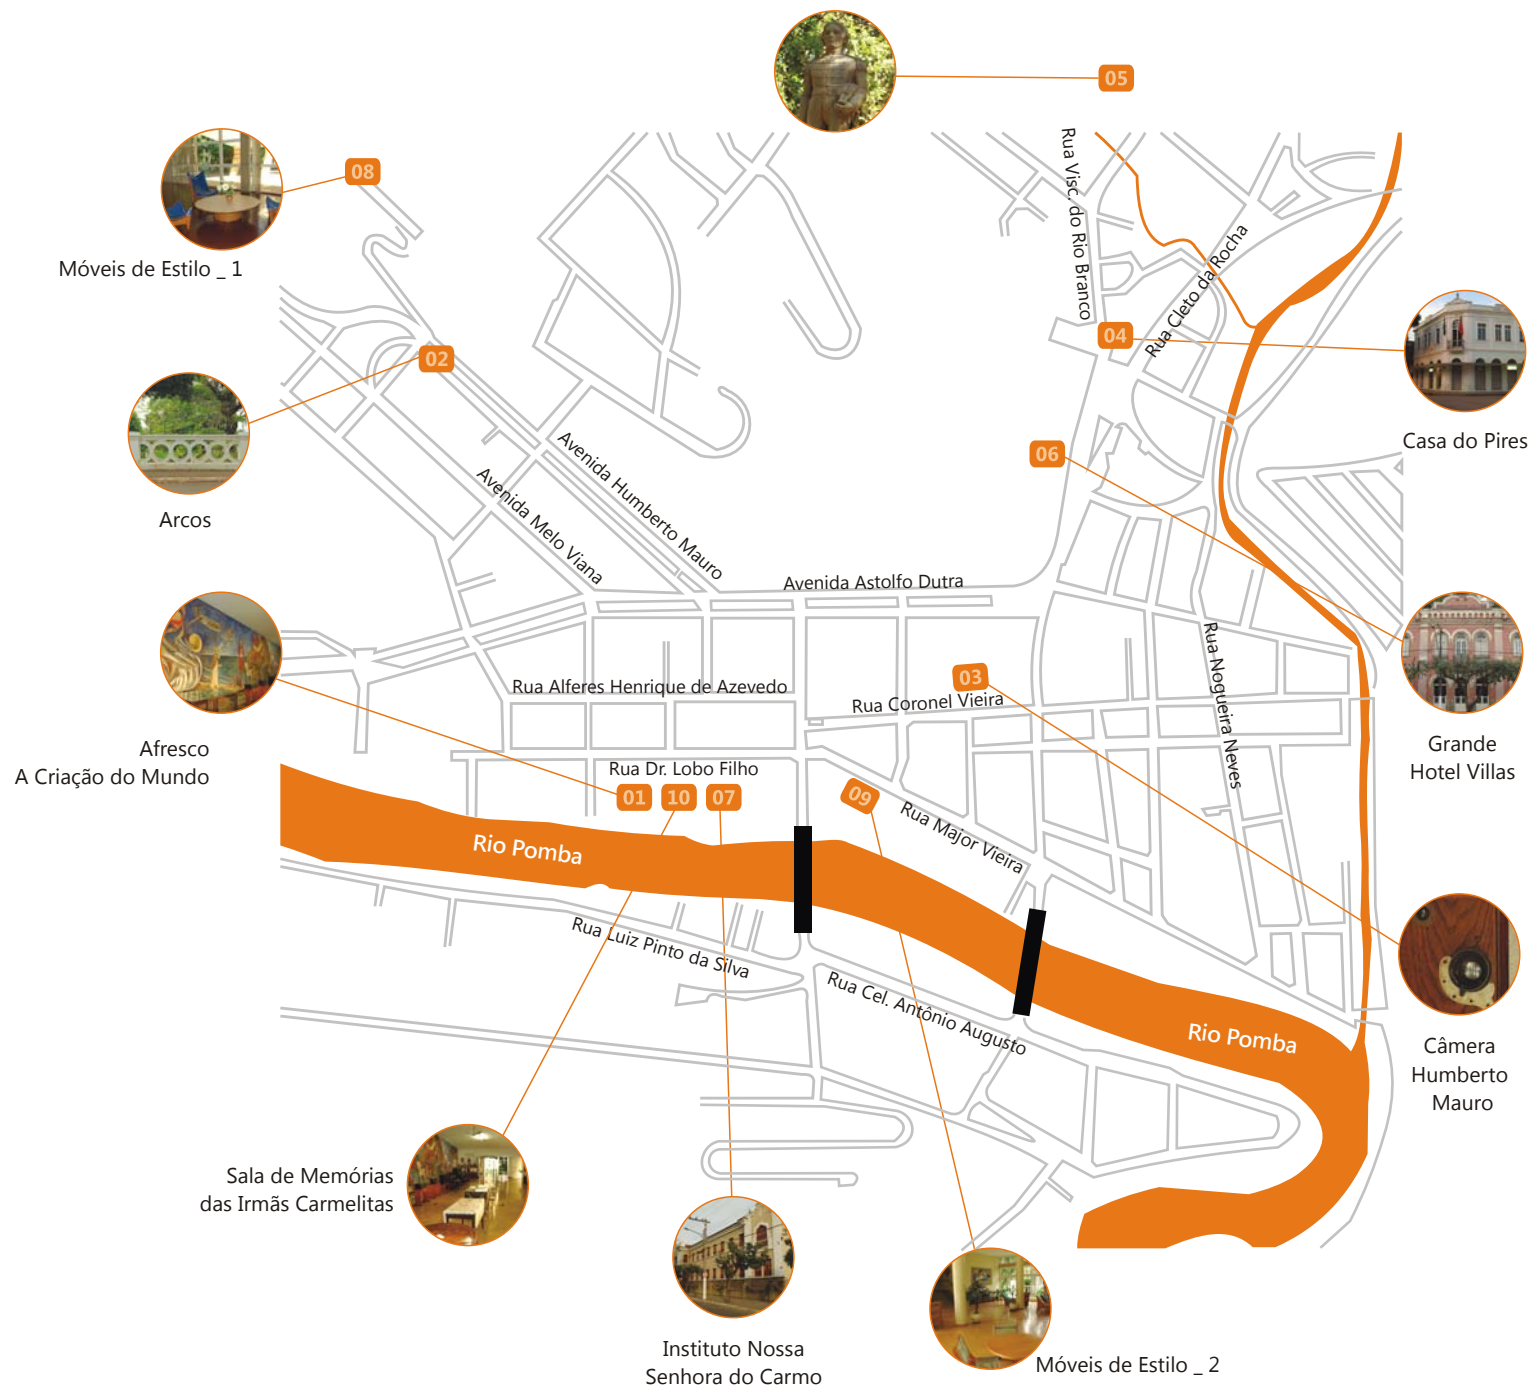 05
Rua Visc. do Rio Branco
08
Móveis de Estilo _ 1
Rua Cleto da Rocha
04
Casa do Pires
02
Arcos
06
Avenida Humberto Mauro
Avenida Melo Viana
Avenida Astolfo Dutra
Rua Nogueira Neves
03
Rua Alferes Henrique de Azevedo
Rua Coronel Vieira
Grande
Hotel Villas
Afresco
A Criação do Mundo
Rua Dr. Lobo Filho
01
10
07
09
Rua Major Vieira
Rio Pomba
Rua Luiz Pinto da Silva
Rua Cel. Antônio Augusto
Rio Pomba
Câmera
Humberto
Mauro
Sala de Memórias
das Irmãs Carmelitas
Instituto Nossa
Senhora do Carmo
Móveis de Estilo _ 2